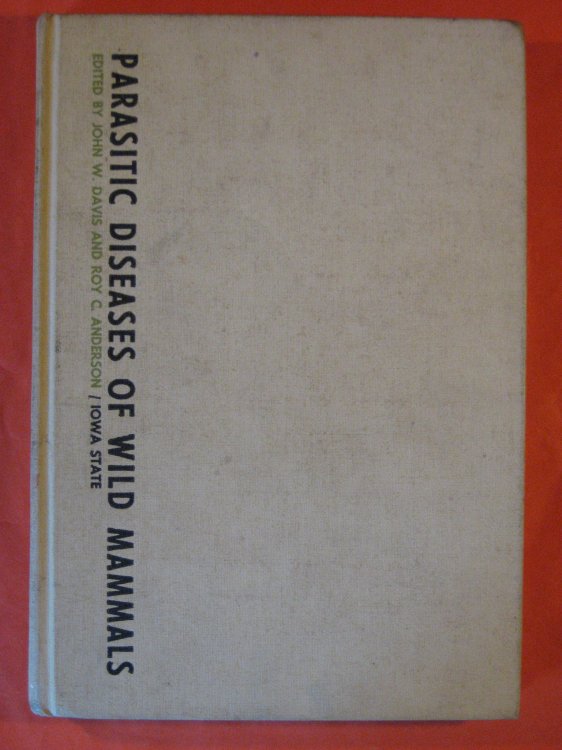 PARASITIC DISEASES OF WILD MAMMALS
EDITED BY JOHN W. DAVIS AND ROY C. ANDERSON / IOWA STATE